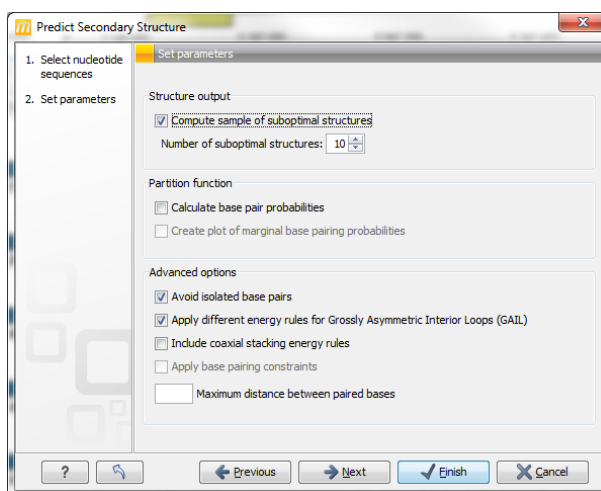 Predict Secondary Structure
1. Select nucleotide
sequences
2. Set parameters
Set parameters
Structure output
Compute sample of suboptimal structures
Number of suboptimal structures: 10
Partition function
Calculate base pair probabilities
Create plot of marginal base pairing probabilities
Advanced options
Avoid isolated base pairs
Apply different energy rules for Grossly Asymmetric Interior Loops (GAIL)
Include coaxial stacking energy rules
Apply base pairing constraints
Maximum distance between paired bases
? Previous Next Finish Cancel